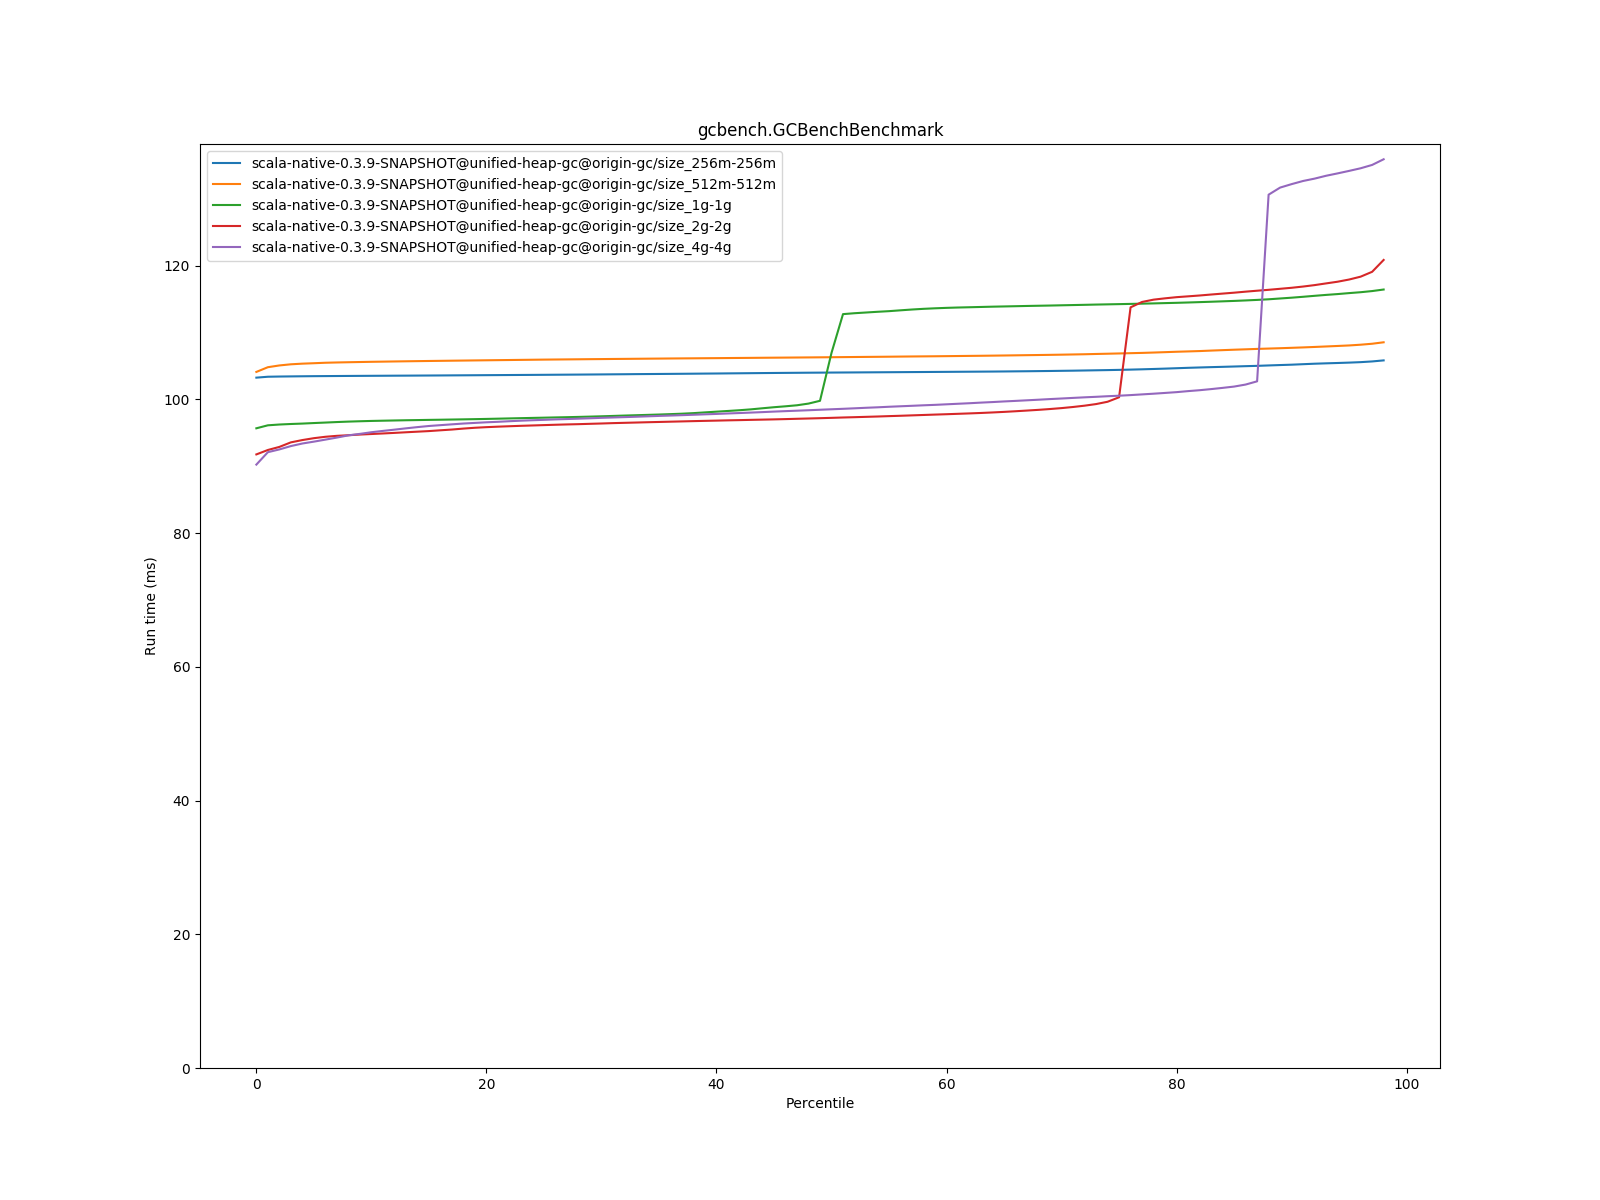 gcbench.GCBenchBenchmark
scala-native-0.3.9-SNAPSHOT@unified-heap-gc@origin-gc/size_256m-256m
scala-native-0.3.9-SNAPSHOT@unified-heap-gc@origin-gc/size_512m-512m
scala-native-0.3.9-SNAPSHOT@unified-heap-gc@origin-gc/size_1g-1g
scala-native-0.3.9-SNAPSHOT@unified-heap-gc@origin-gc/size_2g-2g
scala-native-0.3.9-SNAPSHOT@unified-heap-gc@origin-gc/size_4g-4g
120
100
80
60
40
20
0
Run time (ms)
0 20 40 60 80 100
Percentile